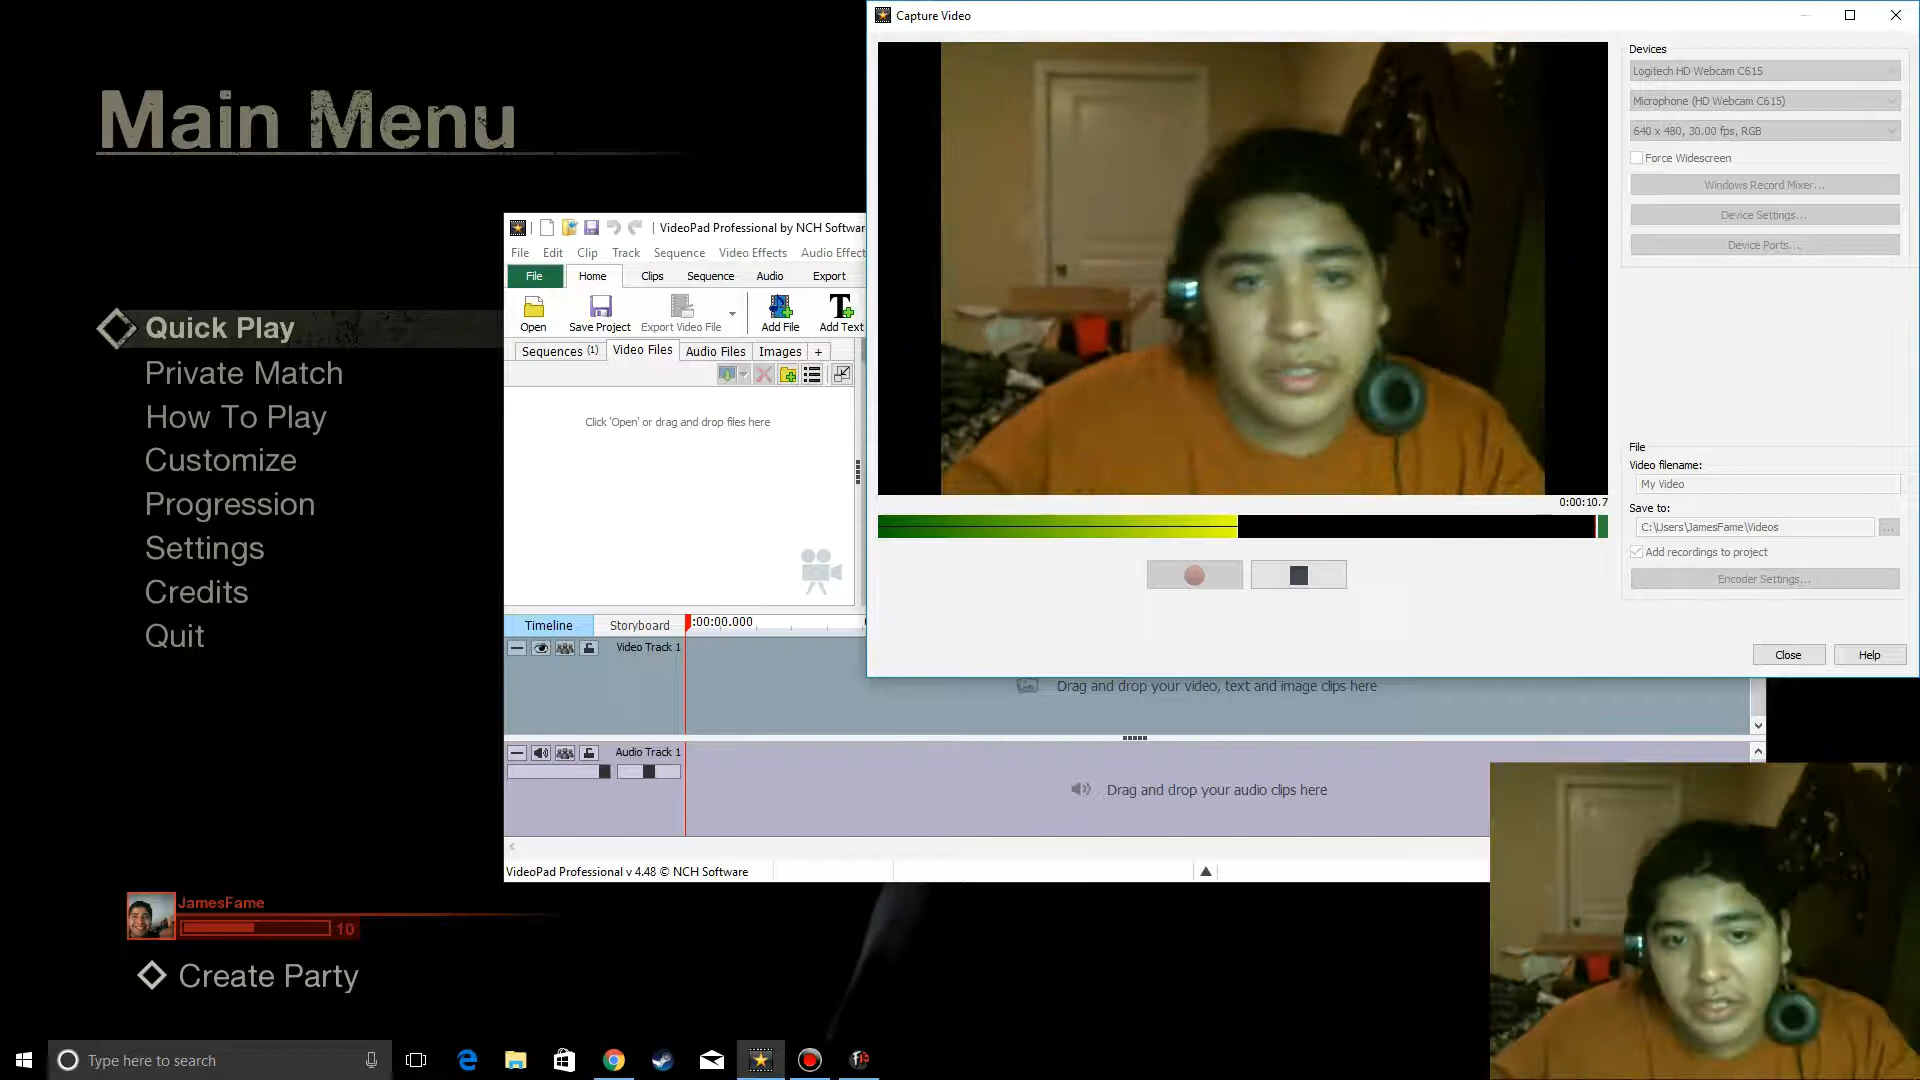 Main Menu
Quick Play
Private Match
How To Play
Customize
Progression
Settings
Credits
Quit
JamesFame
10
Create Party
VideoPad Professional by NCH Softwar
File Edit Clip Track Sequence Video Effects Audio Effect
File Home Clips Sequence Audio Export
Open Save Project Export Video File Add File Add Text
Sequences (1) Video Files Audio Files Images +
Click 'Open' or drag and drop files here
Timeline Storyboard :00:00.000
Video Track 1
Drag and drop your video, text and image clips here
Audio Track 1
Drag and drop your audio clips here
VideoPad Professional v 4.48 © NCH Software
Capture Video
0:00:10.7
Devices
Logitech HD Webcam C615
Microphone (HD Webcam C615)
640 x 480, 30.00 fps, RGB
Force Widescreen
Windows Record Mixer...
Device Settings...
Device Ports...
File
Video filename:
My Video
Save to:
C:\Users\JamesFame\Videos
...
Add recordings to project
Encoder Settings...
Close Help
Type here to search